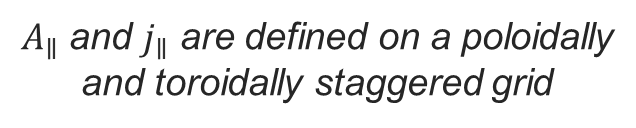 A∥ and j∥ are defined on a poloidally
and toroidally staggered grid